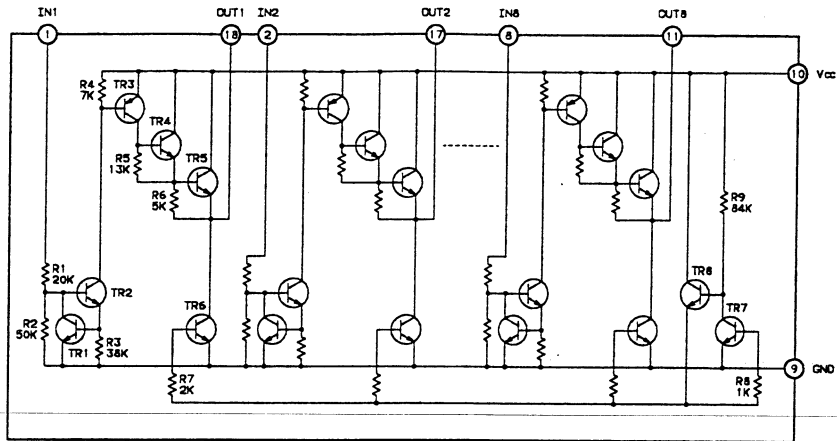 IN1 OUT1 IN2 OUT2 IN8 OUT8
1 18 2 17 8 11
10 Vcc
R4 TR3
7K
TR4
R5 TR5
13K
R6
5K
R9
84K
R1
20K
TR2
TR8
R2
50K
TR1
R3
38K
TR6
TR7
R7
2K
R8
1K
9 GND